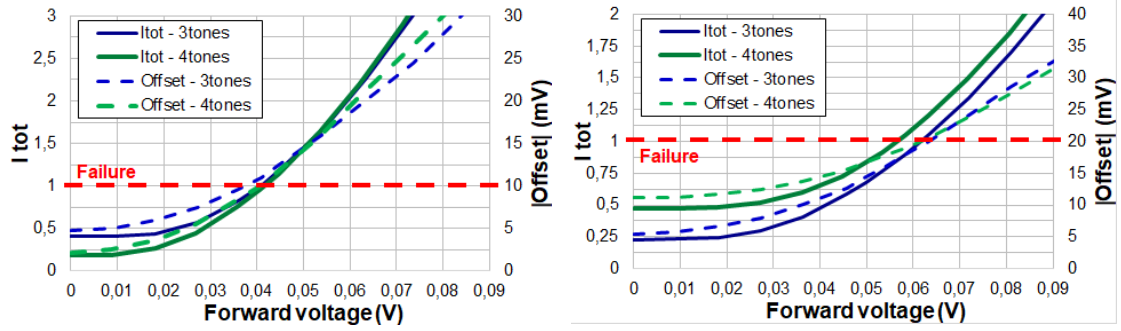 3
2,5
2
1,5
1
0,5
0
I tot
30
25
20
15
10
5
0
|Offset| (mV)
Itot - 3tones
Itot - 4tones
Offset - 3tones
Offset - 4tones
Failure
0 0,01 0,02 0,03 0,04 0,05 0,06 0,07 0,08 0,09
Forward voltage (V)
2
1,75
1,5
1,25
1
0,75
0,5
0,25
0
I tot
40
35
30
25
20
15
10
5
0
|Offset| (mV)
Itot - 3tones
Itot - 4tones
Offset - 3tones
Offset - 4tones
Failure
0 0,01 0,02 0,03 0,04 0,05 0,06 0,07 0,08 0,09
Forward voltage (V)